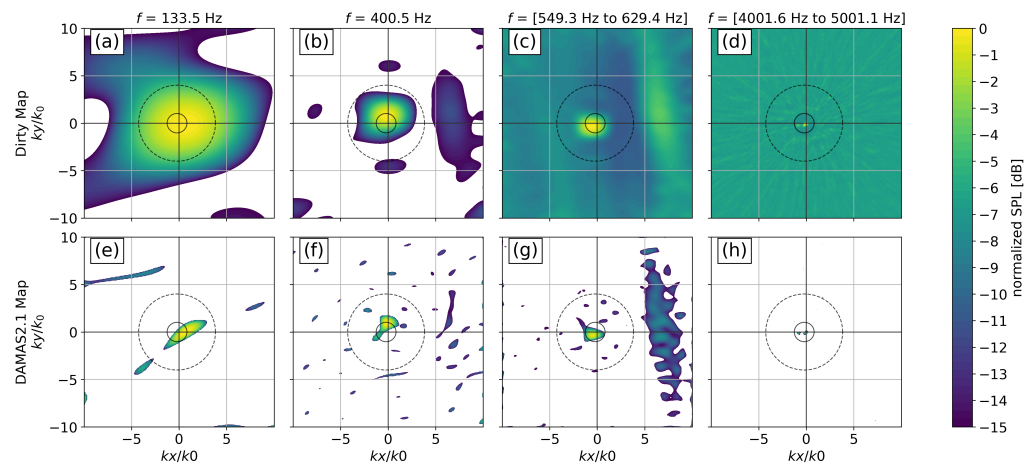 f = 133.5 Hz
f = 400.5 Hz
f = [549.3 Hz to 629.4 Hz]
f = [4001.6 Hz to 5001.1 Hz]
(a)
(b)
(c)
(d)
10
5
0
−5
−10
Dirty Map
ky/k₀
(e)
(f)
(g)
(h)
10
5
0
−5
−10
DAMAS2.1 Map
ky/k₀
−5 0 5
−5 0 5
−5 0 5
−5 0 5
kx/k0
kx/k0
kx/k0
kx/k0
0
−1
−2
−3
−4
−5
−6
−7
−8
−9
−10
−11
−12
−13
−14
−15
normalized SPL [dB]